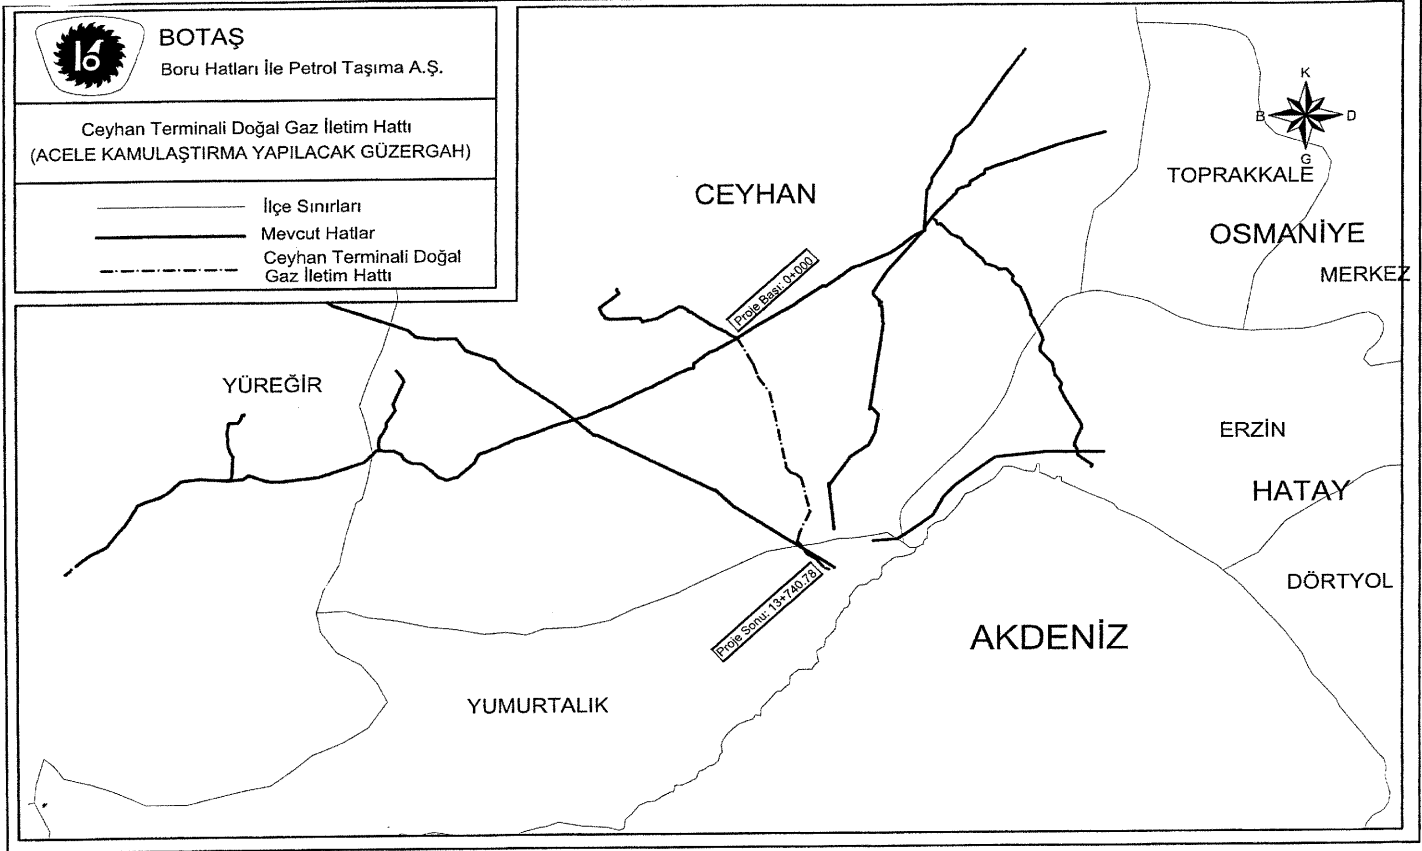 BOTAŞ
Boru Hatları İle Petrol Taşıma A.Ş.
Ceyhan Terminali Doğal Gaz İletim Hattı
(ACELE KAMULAŞTIRMA YAPILACAK GÜZERGAH)
İlçe Sınırları
Mevcut Hatlar
Ceyhan Terminali Doğal
Gaz İletim Hattı
K
B
D
G
TOPRAKKALE
CEYHAN
OSMANİYE
MERKEZ
Proje Başı: 0+000
YÜREĞİR
ERZİN
HATAY
DÖRTYOL
Proje Sonu: 13+740.78
AKDENİZ
YUMURTALIK